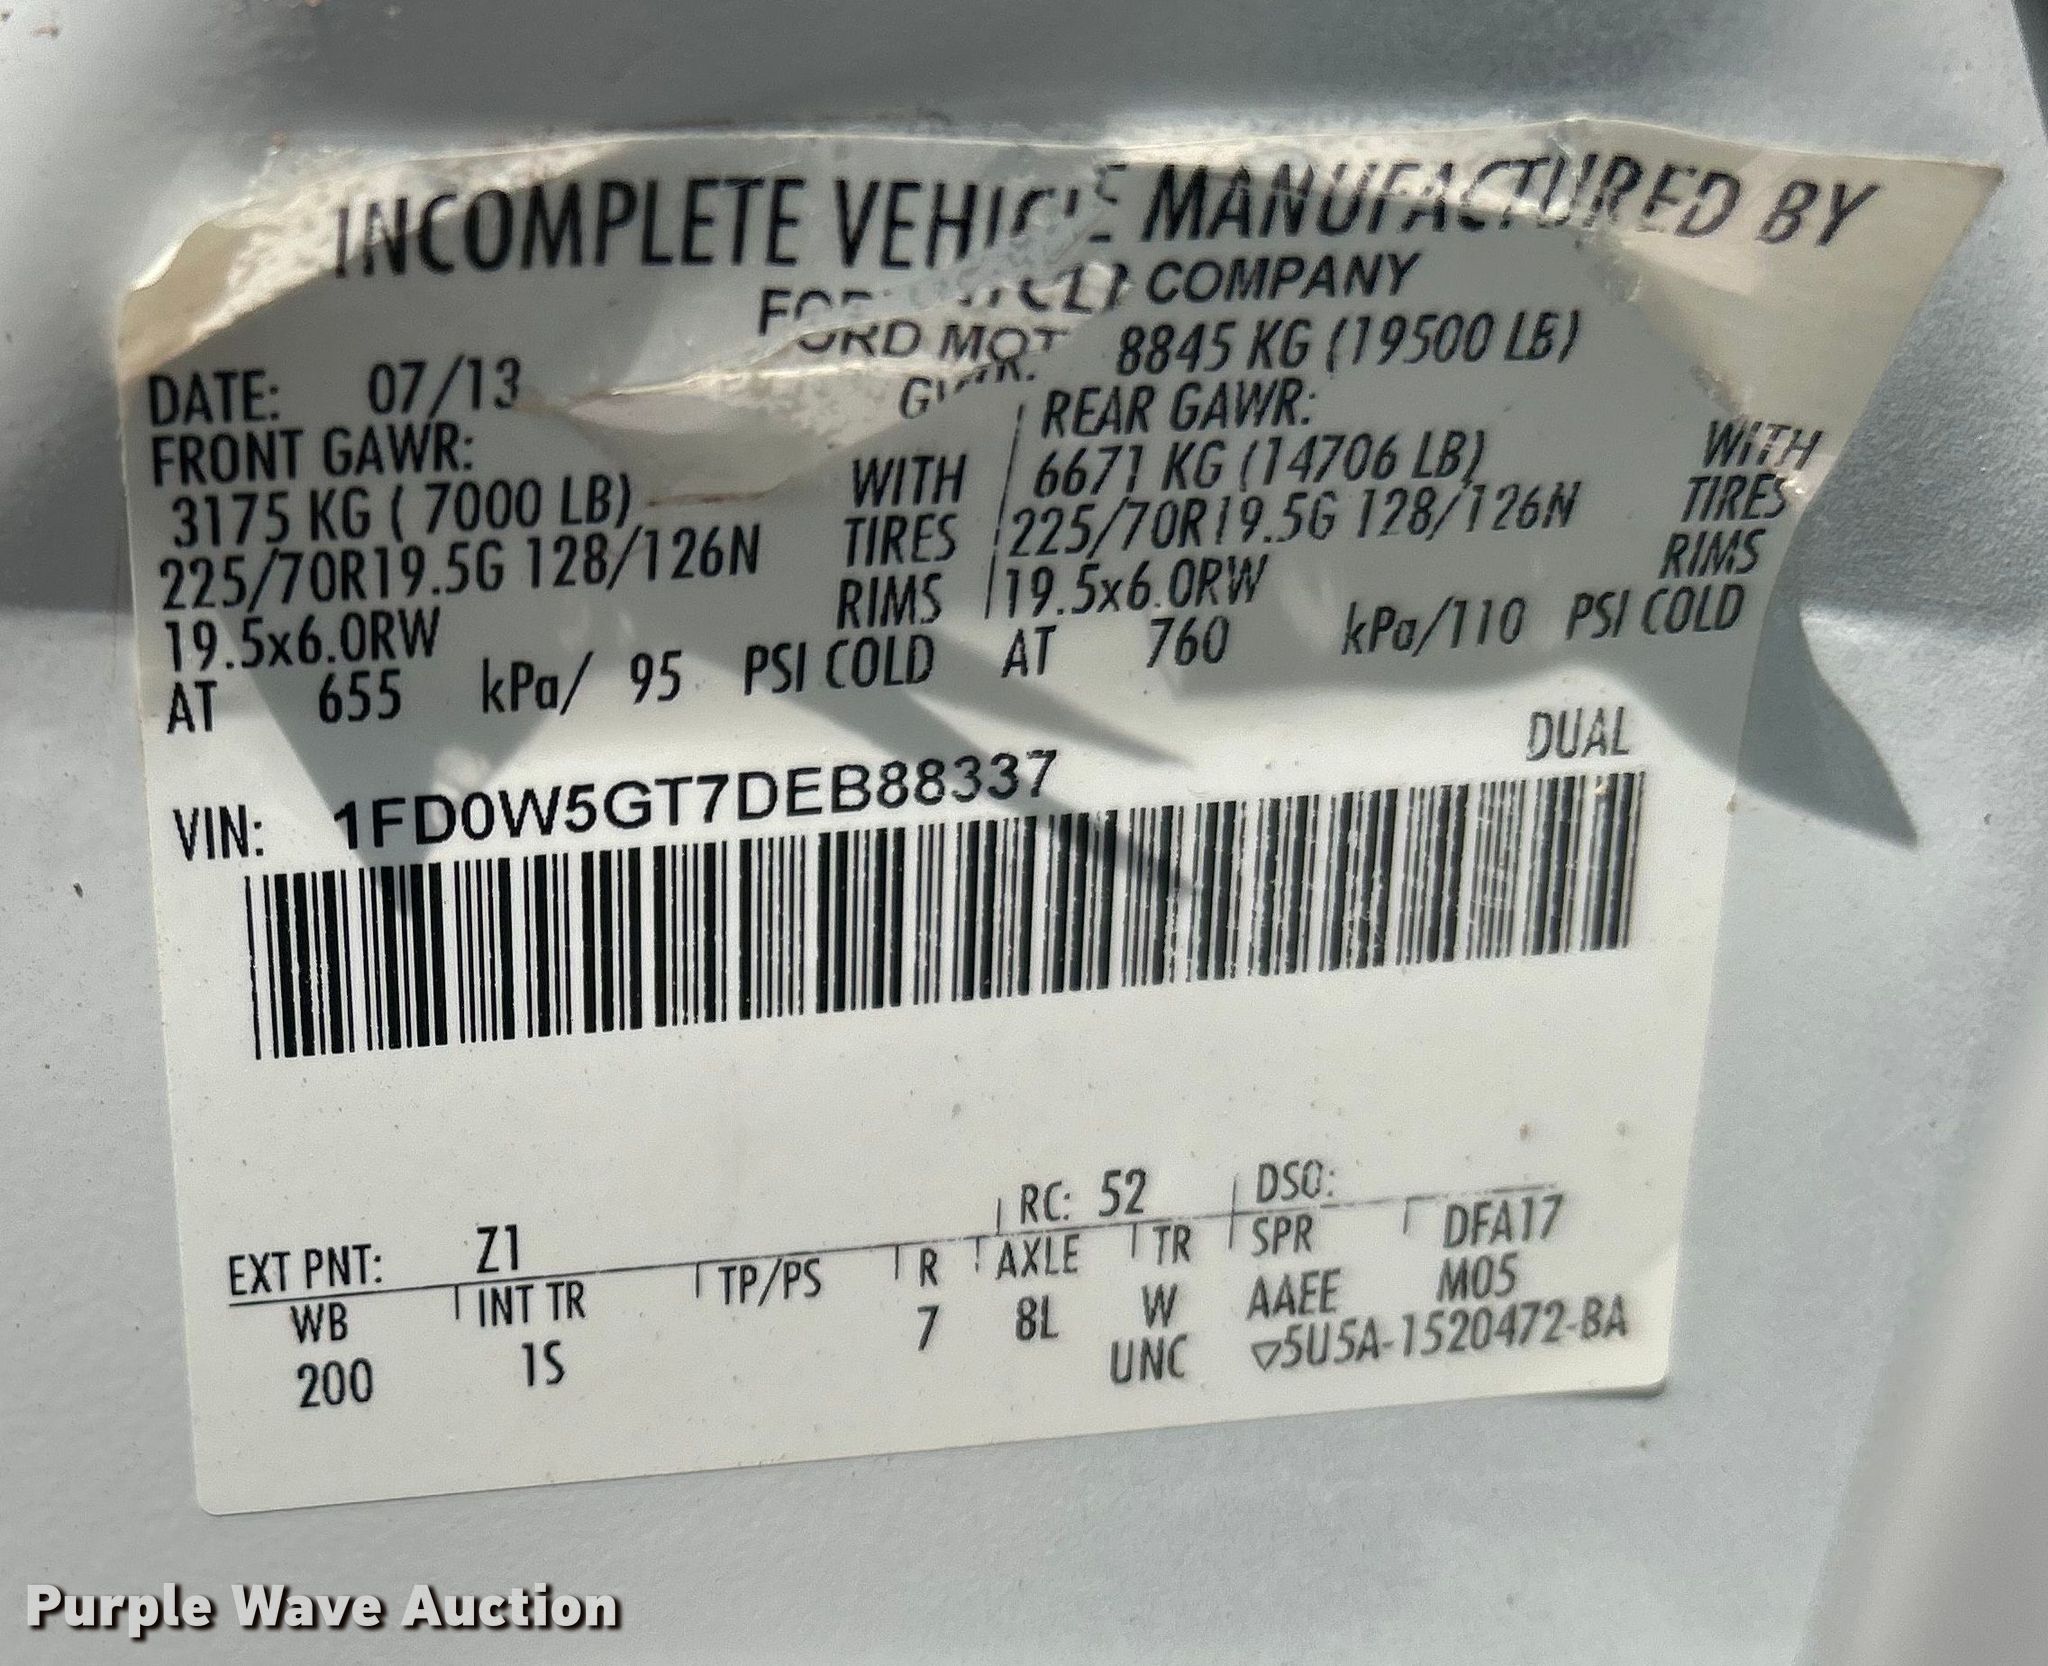 INCOMPLETE VEHICLE MANUFACTURED BY
COMPANY
FORD MOT
DATE: 07/13 GVWR: 8845 KG (19500 LB)
FRONT GAWR: REAR GAWR:
3175 KG ( 7000 LB) WITH 6671 KG (14706 LB) WITH
225/70R19.5G 128/126N TIRES 225/70R19.5G 128/126N TIRES
19.5x6.0RW RIMS 19.5x6.0RW RIMS
AT 655 kPa/ 95 PSI COLD AT 760 kPa/110 PSI COLD
VIN: 1FD0W5GT7DEB88337 DUAL
EXT PNT: Z1 RC: 52 DSO:
WB INT TR TP/PS R AXLE TR SPR DFA17
200 1S 7 8L W AAEE M05
UNC ▽5U5A-1520472-BA
Purple Wave Auction